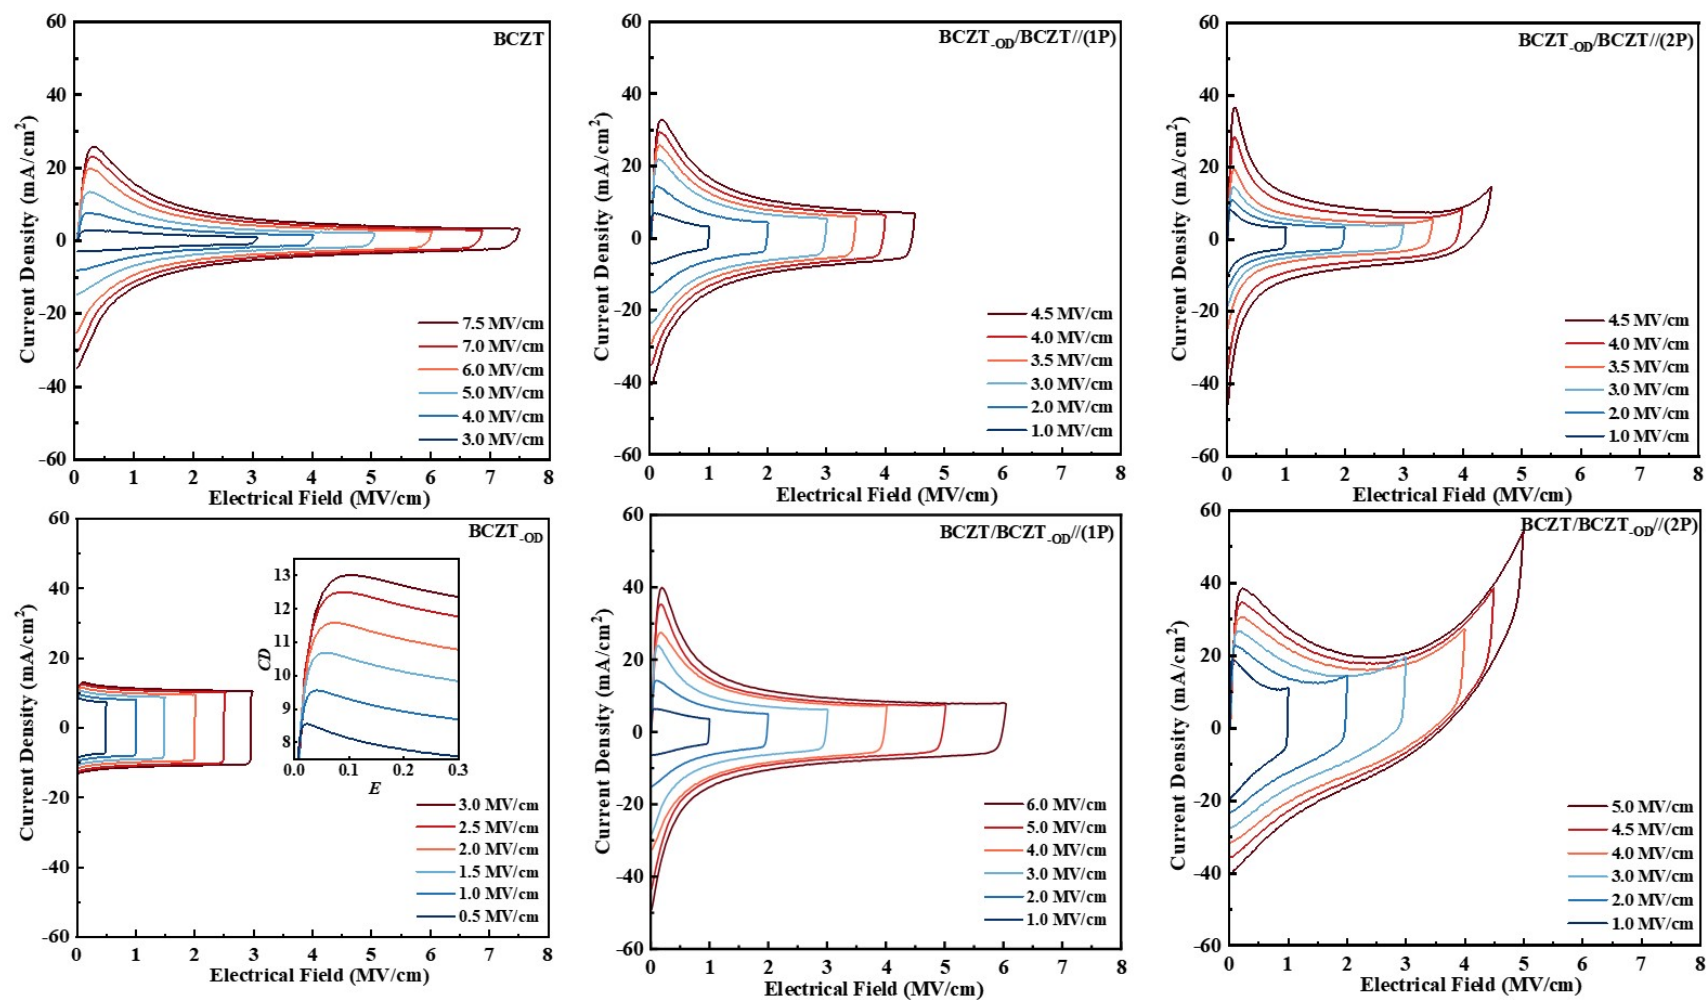 BCZT
60
40
20
0
-20
-40
-60
Current Density (mA/cm²)
7.5 MV/cm
7.0 MV/cm
6.0 MV/cm
5.0 MV/cm
4.0 MV/cm
3.0 MV/cm
0 1 2 3 4 5 6 7 8
Electrical Field (MV/cm)
BCZT-OD/BCZT//(1P)
60
40
20
0
-20
-40
-60
Current Density (mA/cm²)
4.5 MV/cm
4.0 MV/cm
3.5 MV/cm
3.0 MV/cm
2.0 MV/cm
1.0 MV/cm
0 1 2 3 4 5 6 7 8
Electrical Field (MV/cm)
BCZT-OD/BCZT//(2P)
60
40
20
0
-20
-40
-60
Current Density (mA/cm²)
4.5 MV/cm
4.0 MV/cm
3.5 MV/cm
3.0 MV/cm
2.0 MV/cm
1.0 MV/cm
0 1 2 3 4 5 6 7 8
Electrical Field (MV/cm)
BCZT-OD
60
40
20
0
-20
-40
-60
Current Density (mA/cm²)
13
12
11
10
9
8
CD
0.0 0.1 0.2 0.3
E
3.0 MV/cm
2.5 MV/cm
2.0 MV/cm
1.5 MV/cm
1.0 MV/cm
0.5 MV/cm
0 1 2 3 4 5 6 7 8
Electrical Field (MV/cm)
BCZT/BCZT-OD//(1P)
60
40
20
0
-20
-40
-60
Current Density (mA/cm²)
6.0 MV/cm
5.0 MV/cm
4.0 MV/cm
3.0 MV/cm
2.0 MV/cm
1.0 MV/cm
0 1 2 3 4 5 6 7 8
Electrical Field (MV/cm)
BCZT/BCZT-OD//(2P)
60
40
20
0
-20
-40
-60
Current Density (mA/cm²)
5.0 MV/cm
4.5 MV/cm
4.0 MV/cm
3.0 MV/cm
2.0 MV/cm
1.0 MV/cm
0 1 2 3 4 5 6 7 8
Electrical Field (MV/cm)